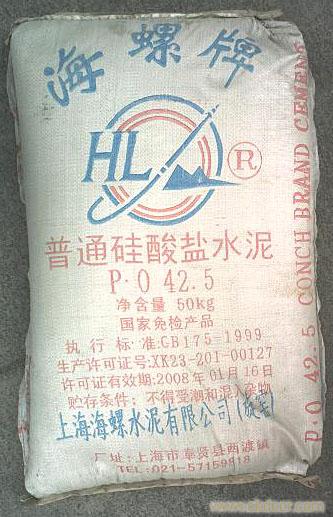 海螺牌
HL
®
普通硅酸盐水泥
P·O 42.5
净含量 50kg
国家免检产品
执行标准:GB175-1999
生产许可证号:XK23-201-00127
许可证有效期:2008年01月16日
贮存条件:不得受潮和混入杂物
上海海螺水泥有限公司
厂址:上海市奉贤县西渡镇
TEL:021-57159818
P.O 42.5 CONCH BRAND CEMENT